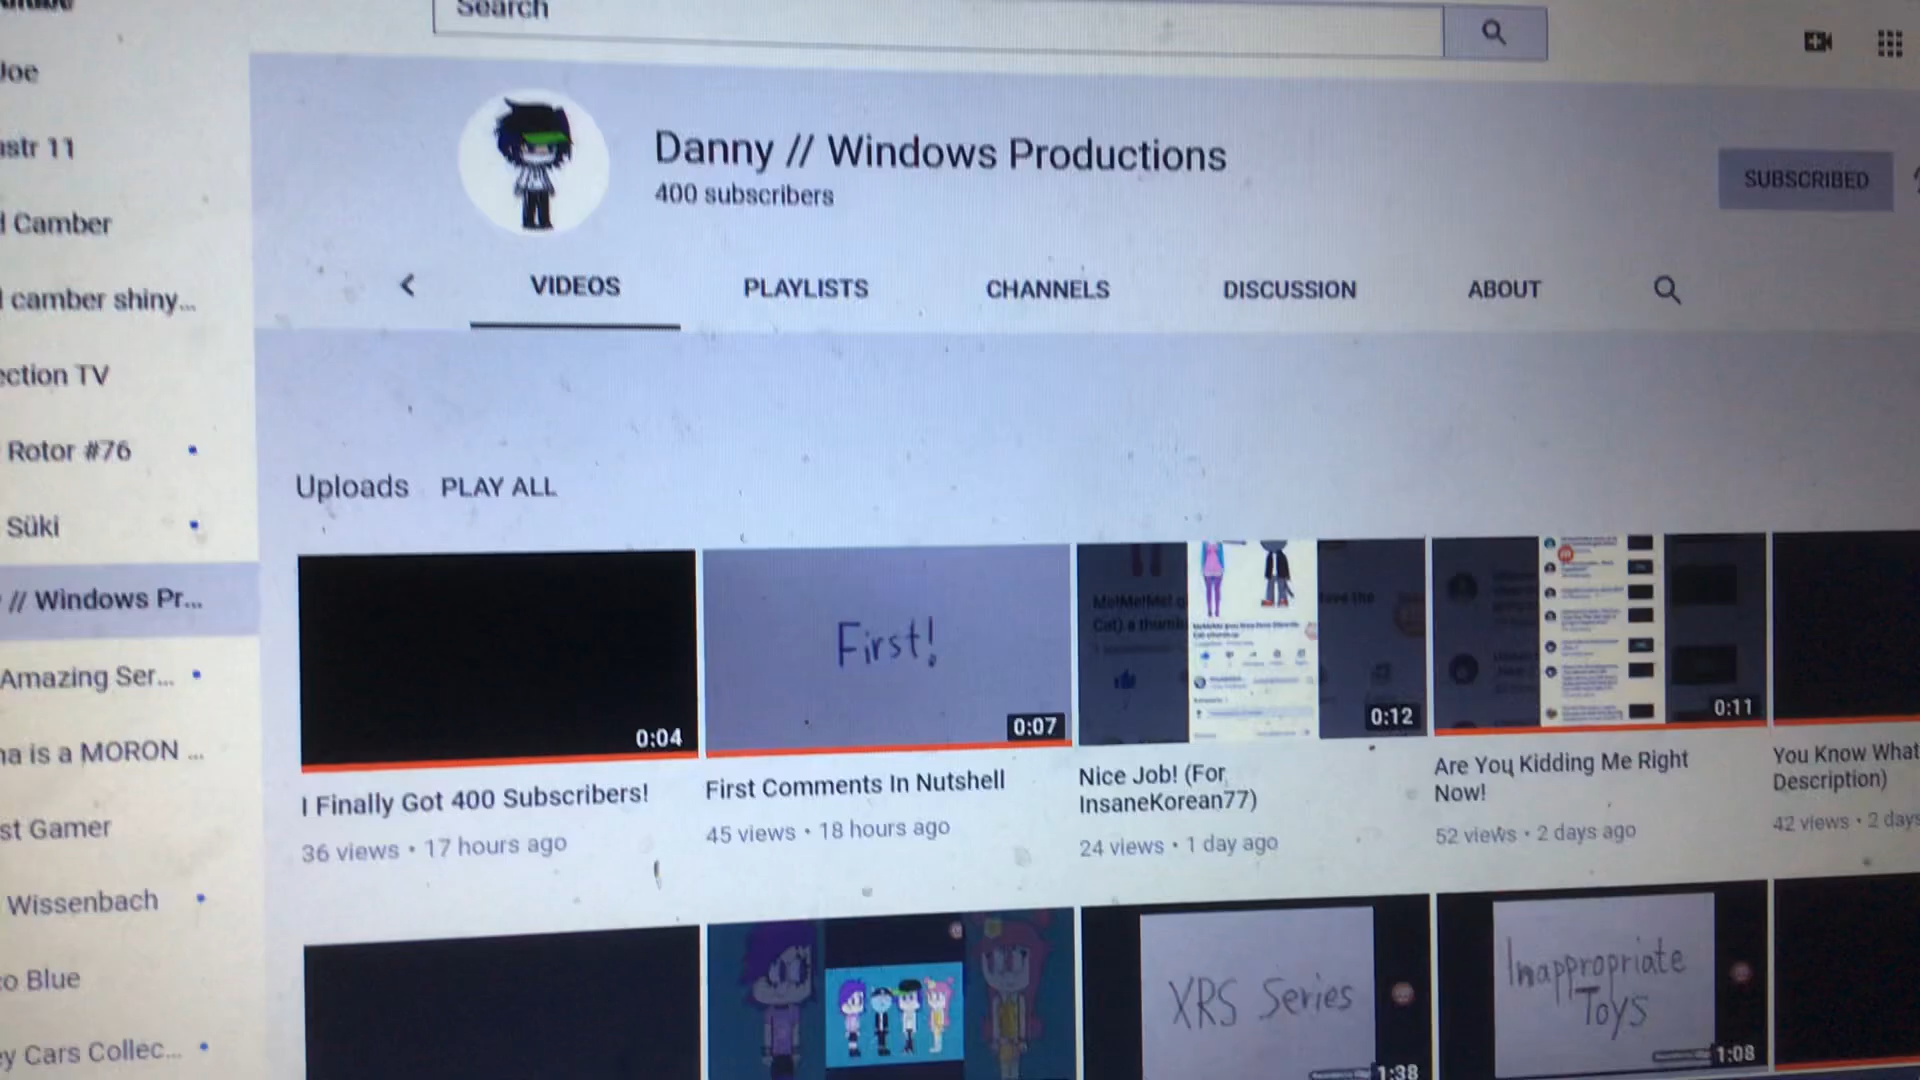 Search
Joe
str 11
Camber
camber shiny...
ection TV
Rotor #76
Süki
// Windows Pr...
Amazing Ser...
na is a MORON ...
st Gamer
Wissenbach
o Blue
y Cars Collec...
Danny // Windows Productions
400 subscribers
SUBSCRIBED
VIDEOS
PLAYLISTS
CHANNELS
DISCUSSION
ABOUT
Uploads PLAY ALL
0:04
I Finally Got 400 Subscribers!
36 views • 17 hours ago
First!
0:07
First Comments In Nutshell
45 views • 18 hours ago
0:12
Nice Job! (For
InsaneKorean77)
24 views • 1 day ago
0:11
Are You Kidding Me Right
Now!
52 views • 2 days ago
You Know What
Description)
42 views • 2 days
XRS Series
1:38
Inappropriate
Toys
1:08